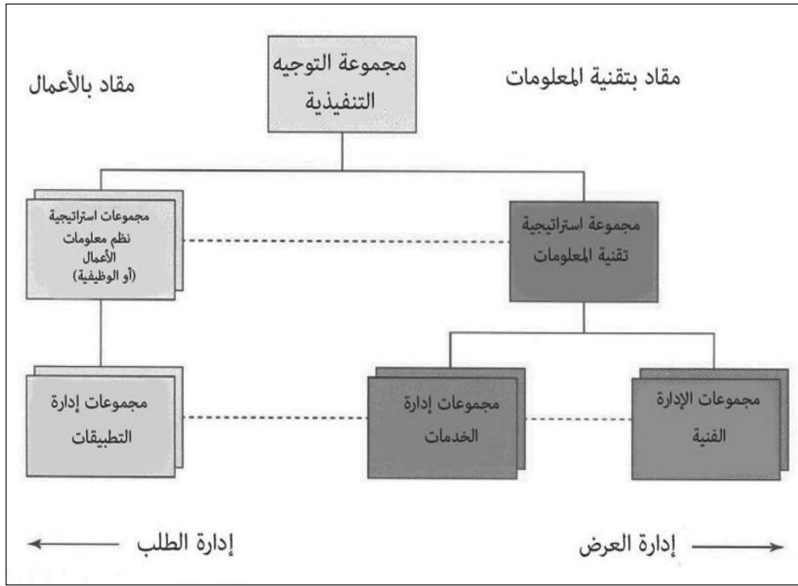 مجموعة التوجيه
التنفيذية
مقاد بتقنية المعلومات
مقاد بالأعمال
مجموعة استراتيجية
تقنية المعلومات
مجموعات استراتيجية
نظم معلومات
الأعمال
(أو الوظيفية)
مجموعات الإدارة
الفنية
مجموعات إدارة
الخدمات
مجموعات إدارة
التطبيقات
إدارة العرض
إدارة الطلب